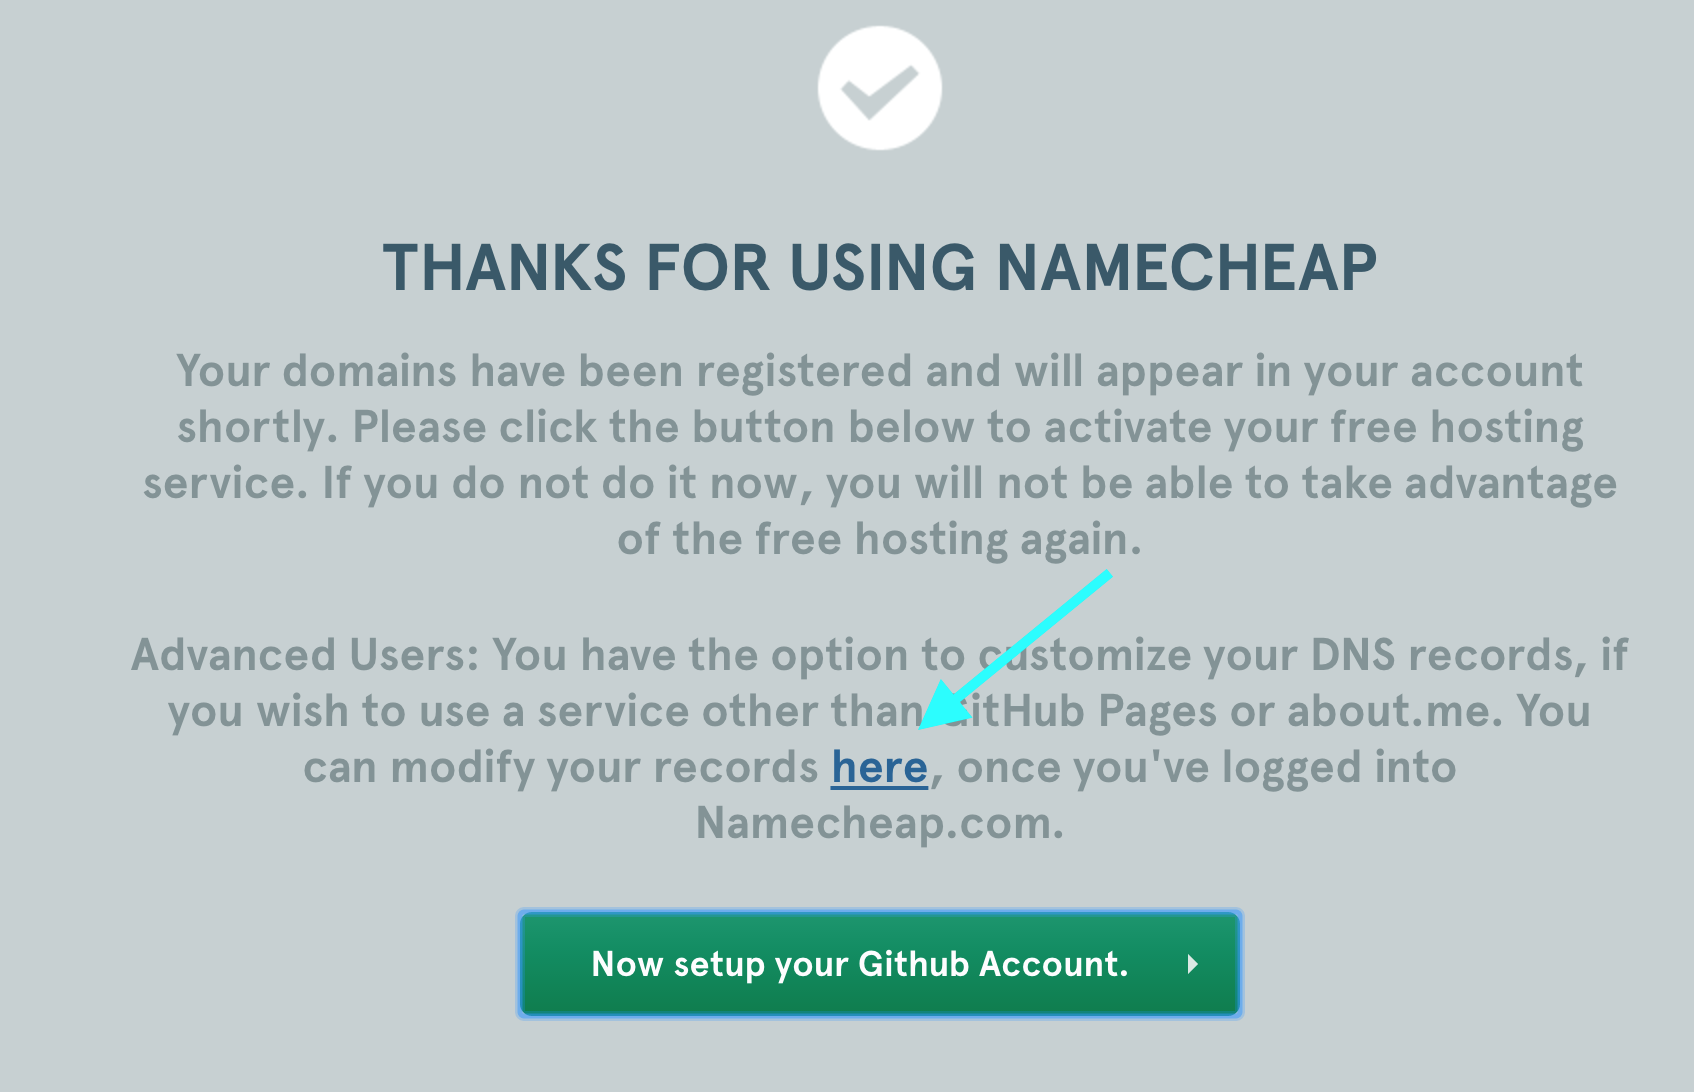 THANKS FOR USING NAMECHEAP
Your domains have been registered and will appear in your account
shortly. Please click the button below to activate your free hosting
service. If you do not do it now, you will not be able to take advantage
of the free hosting again.
Advanced Users: You have the option to customize your DNS records, if
you wish to use a service other than GitHub Pages or about.me. You
can modify your records here, once you've logged into
Namecheap.com.
Now setup your Github Account.